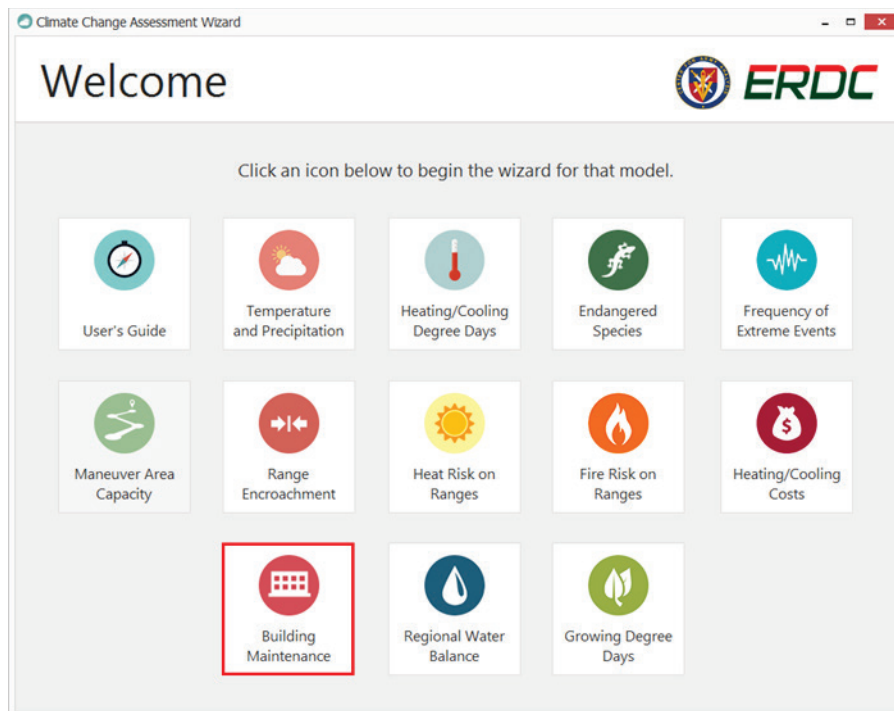 Climate Change Assessment Wizard
Welcome
ERDC
Click an icon below to begin the wizard for that model.
User's Guide
Temperature
and Precipitation
Heating/Cooling
Degree Days
Endangered
Species
Frequency of
Extreme Events
Maneuver Area
Capacity
Range
Encroachment
Heat Risk on
Ranges
Fire Risk on
Ranges
$
Heating/Cooling
Costs
Building
Maintenance
Regional Water
Balance
Growing Degree
Days